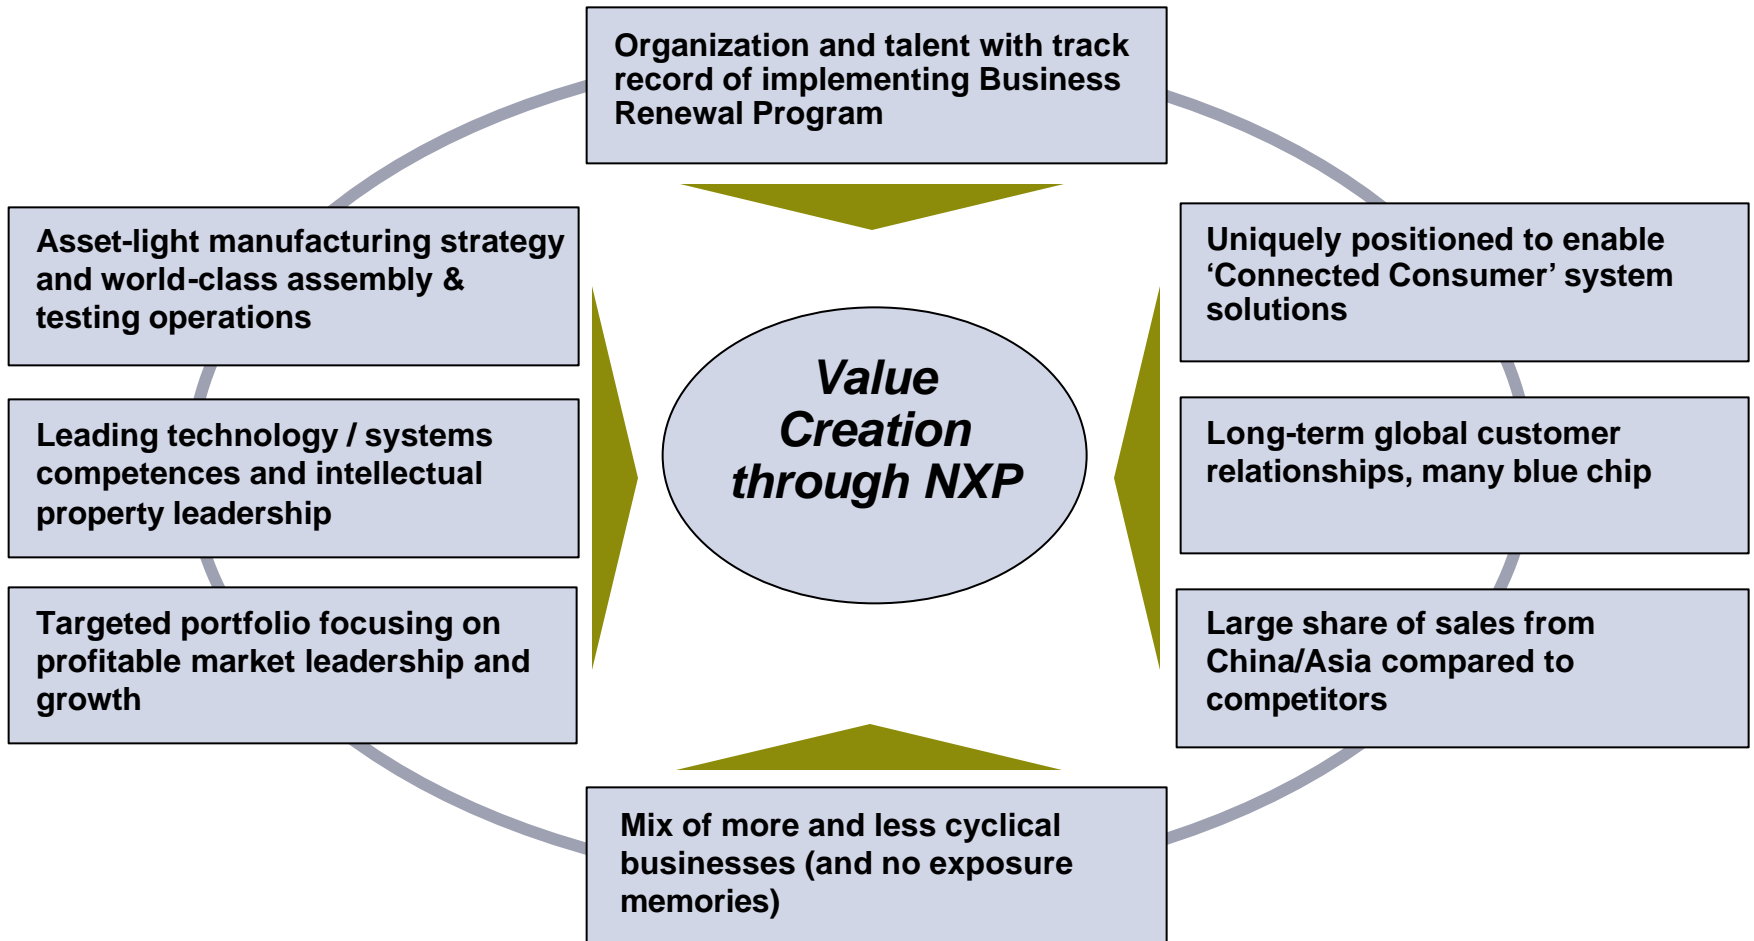 Organization and talent with track
record of implementing Business
Renewal Program
Asset-light manufacturing strategy
and world-class assembly &
testing operations
Leading technology / systems
competences and intellectual
property leadership
Targeted portfolio focusing on
profitable market leadership and
growth
Value
Creation
through NXP
Uniquely positioned to enable
‘Connected Consumer’ system
solutions
Long-term global customer
relationships, many blue chip
Large share of sales from
China/Asia compared to
competitors
Mix of more and less cyclical
businesses (and no exposure
memories)